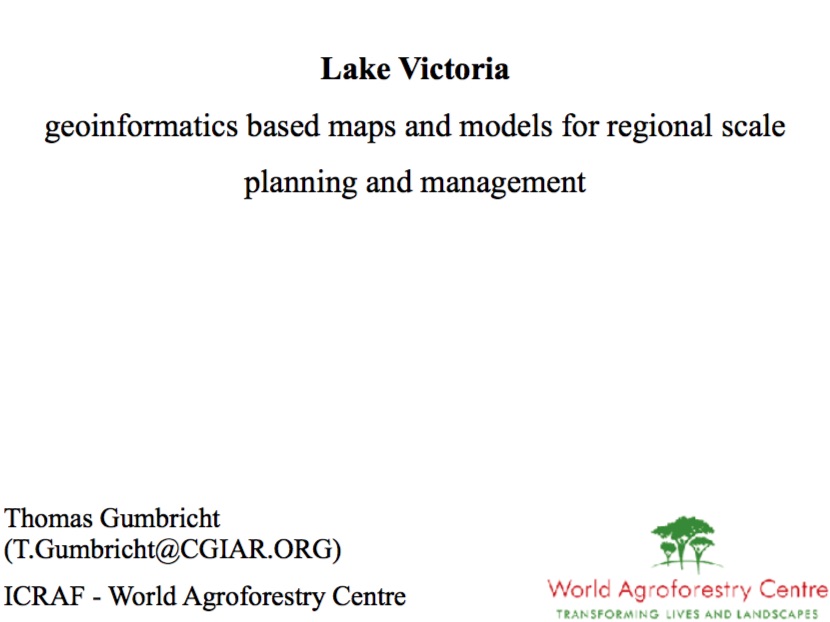 Lake Victoria
geoinformatics based maps and models for regional scale
planning and management
Thomas Gumbricht
(T.Gumbricht@CGIAR.ORG)
ICRAF - World Agroforestry Centre
World Agroforestry Centre
TRANSFORMING LIVES AND LANDSCAPES